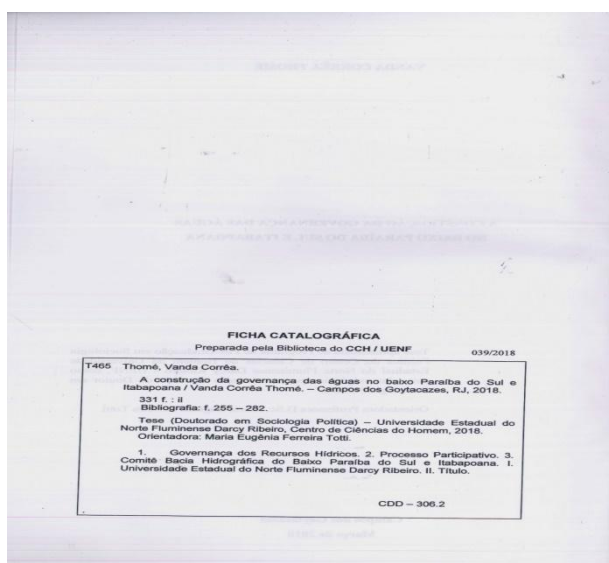 FICHA CATALOGRÁFICA
Preparada pela Biblioteca do CCH / UENF
039/2018
T465 Thomé, Vanda Corrêa.
A construção da governança das águas no baixo Paraíba do Sul e
Itabapoana / Vanda Corrêa Thomé. – Campos dos Goytacazes, RJ, 2018.
331 f. : il
Bibliografia: f. 255 – 282.
Tese (Doutorado em Sociologia Política) – Universidade Estadual do
Norte Fluminense Darcy Ribeiro, Centro de Ciências do Homem, 2018.
Orientadora: Maria Eugênia Ferreira Totti.
1. Governança dos Recursos Hídricos. 2. Processo Participativo. 3.
Comitê Bacia Hidrográfica do Baixo Paraíba do Sul e Itabapoana. I.
Universidade Estadual do Norte Fluminense Darcy Ribeiro. II. Título.
CDD – 306.2